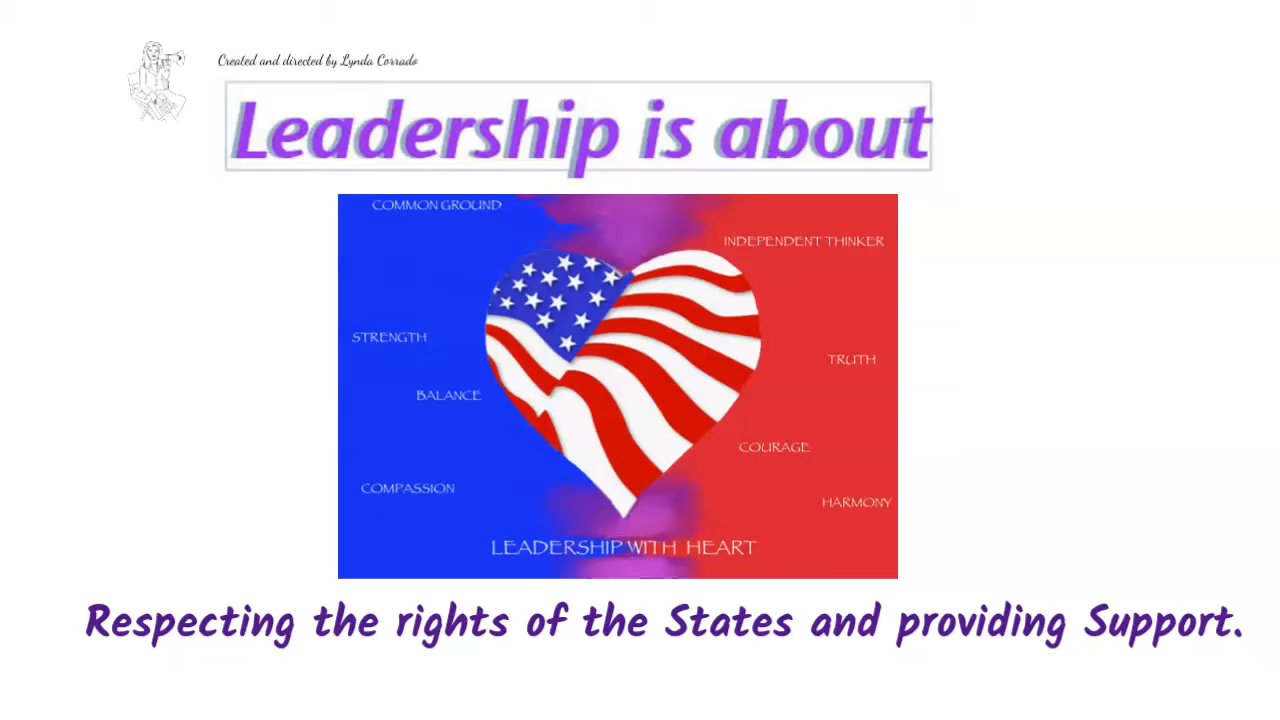 Created and directed by Lynda Corrado
Leadership is about
COMMON GROUND
INDEPENDENT THINKER
STRENGTH
TRUTH
BALANCE
COURAGE
COMPASSION
HARMONY
LEADERSHIP WITH HEART
Respecting the rights of the States and providing Support.